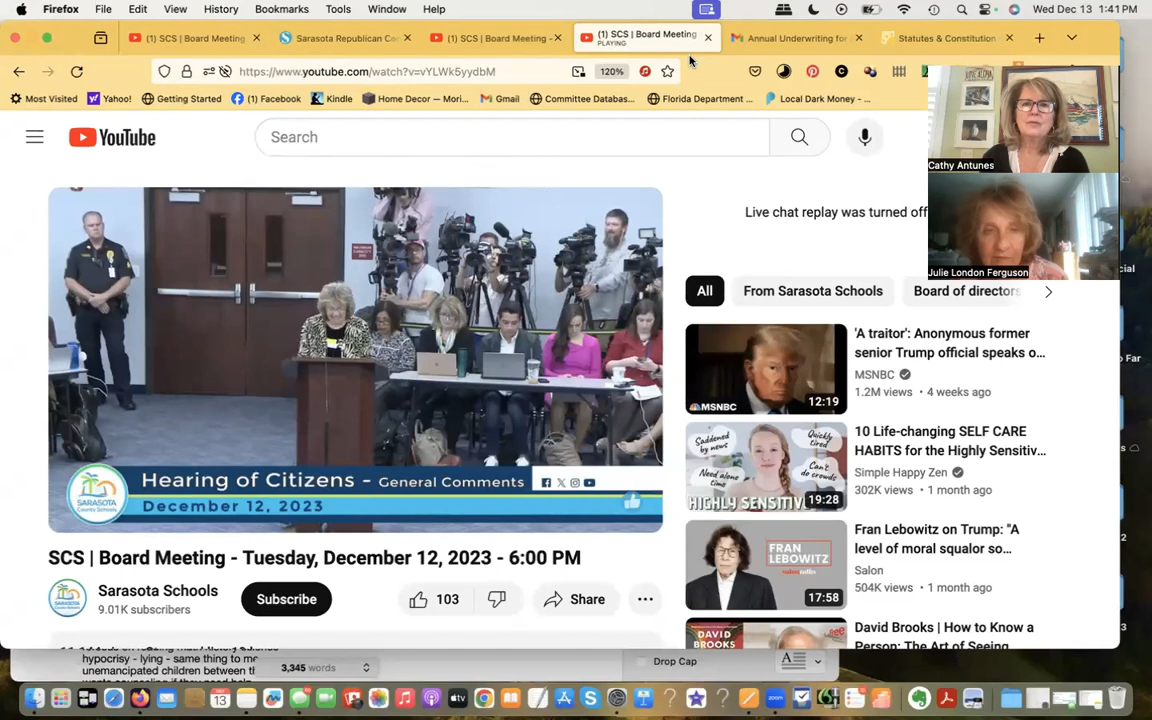 Firefox File Edit View History Bookmarks Tools Window Help
Wed Dec 13 1:41 PM
(1) SCS | Board Meeting
Sarasota Republican C
(1) SCS | Board Meeting -
(1) SCS | Board Meeting
PLAYING
Annual Underwriting for
Statutes & Constitution
https://www.youtube.com/watch?v=vYLWk5yydbM
120%
Most Visited
Yahoo!
Getting Started
(1) Facebook
Kindle
Home Decor — Mori...
Gmail
Committee Databas...
Florida Department ...
Local Dark Money - ...
YouTube
Search
Cathy Antunes
Julie London Ferguson
Live chat replay was turned off
All
From Sarasota Schools
Board of directors
'A traitor': Anonymous former
senior Trump official speaks o...
MSNBC
1.2M views • 4 weeks ago
MSNBC
12:19
10 Life-changing SELF CARE
HABITS for the Highly Sensitiv...
Simple Happy Zen
302K views • 1 month ago
Saddened by news
Quickly tired
Need alone time
Can't do crowds
HIGHLY SENSITIVE
19:28
Fran Lebowitz on Trump: "A
level of moral squalor so...
Salon
504K views • 1 month ago
FRAN
LEBOWITZ
17:58
David Brooks | How to Know a
Person: The Art of Seeing
DAVID
BROOKS
Hearing of Citizens - General Comments
December 12, 2023
SARASOTA
County Schools
SCS | Board Meeting - Tuesday, December 12, 2023 - 6:00 PM
Sarasota Schools
9.01K subscribers
Subscribe
103
Share
hypocrisy - lying - same thing to me
unemancipated children between th
3,345 words
Drop Cap